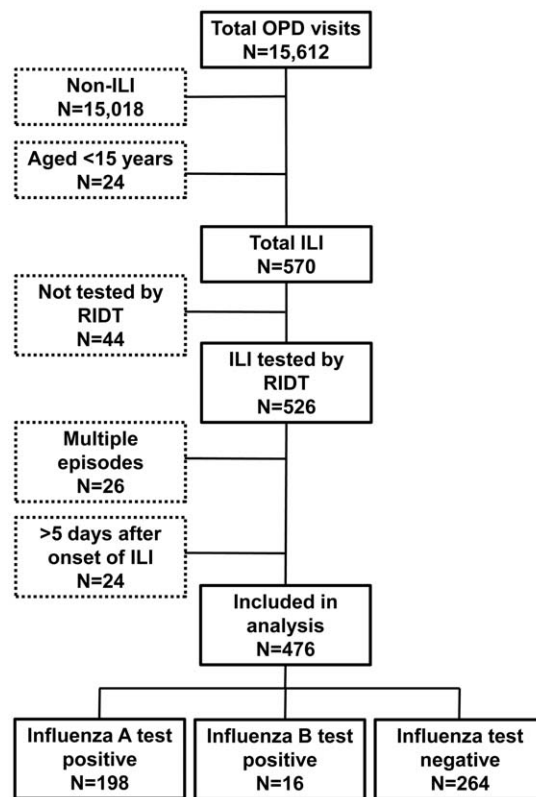 Total OPD visits
N=15,612
Non-ILI
N=15,018
Aged <15 years
N=24
Total ILI
N=570
Not tested by
RIDT
N=44
ILI tested by
RIDT
N=526
Multiple
episodes
N=26
>5 days after
onset of ILI
N=24
Included in
analysis
N=476
Influenza A test
positive
N=198
Influenza B test
positive
N=16
Influenza test
negative
N=264